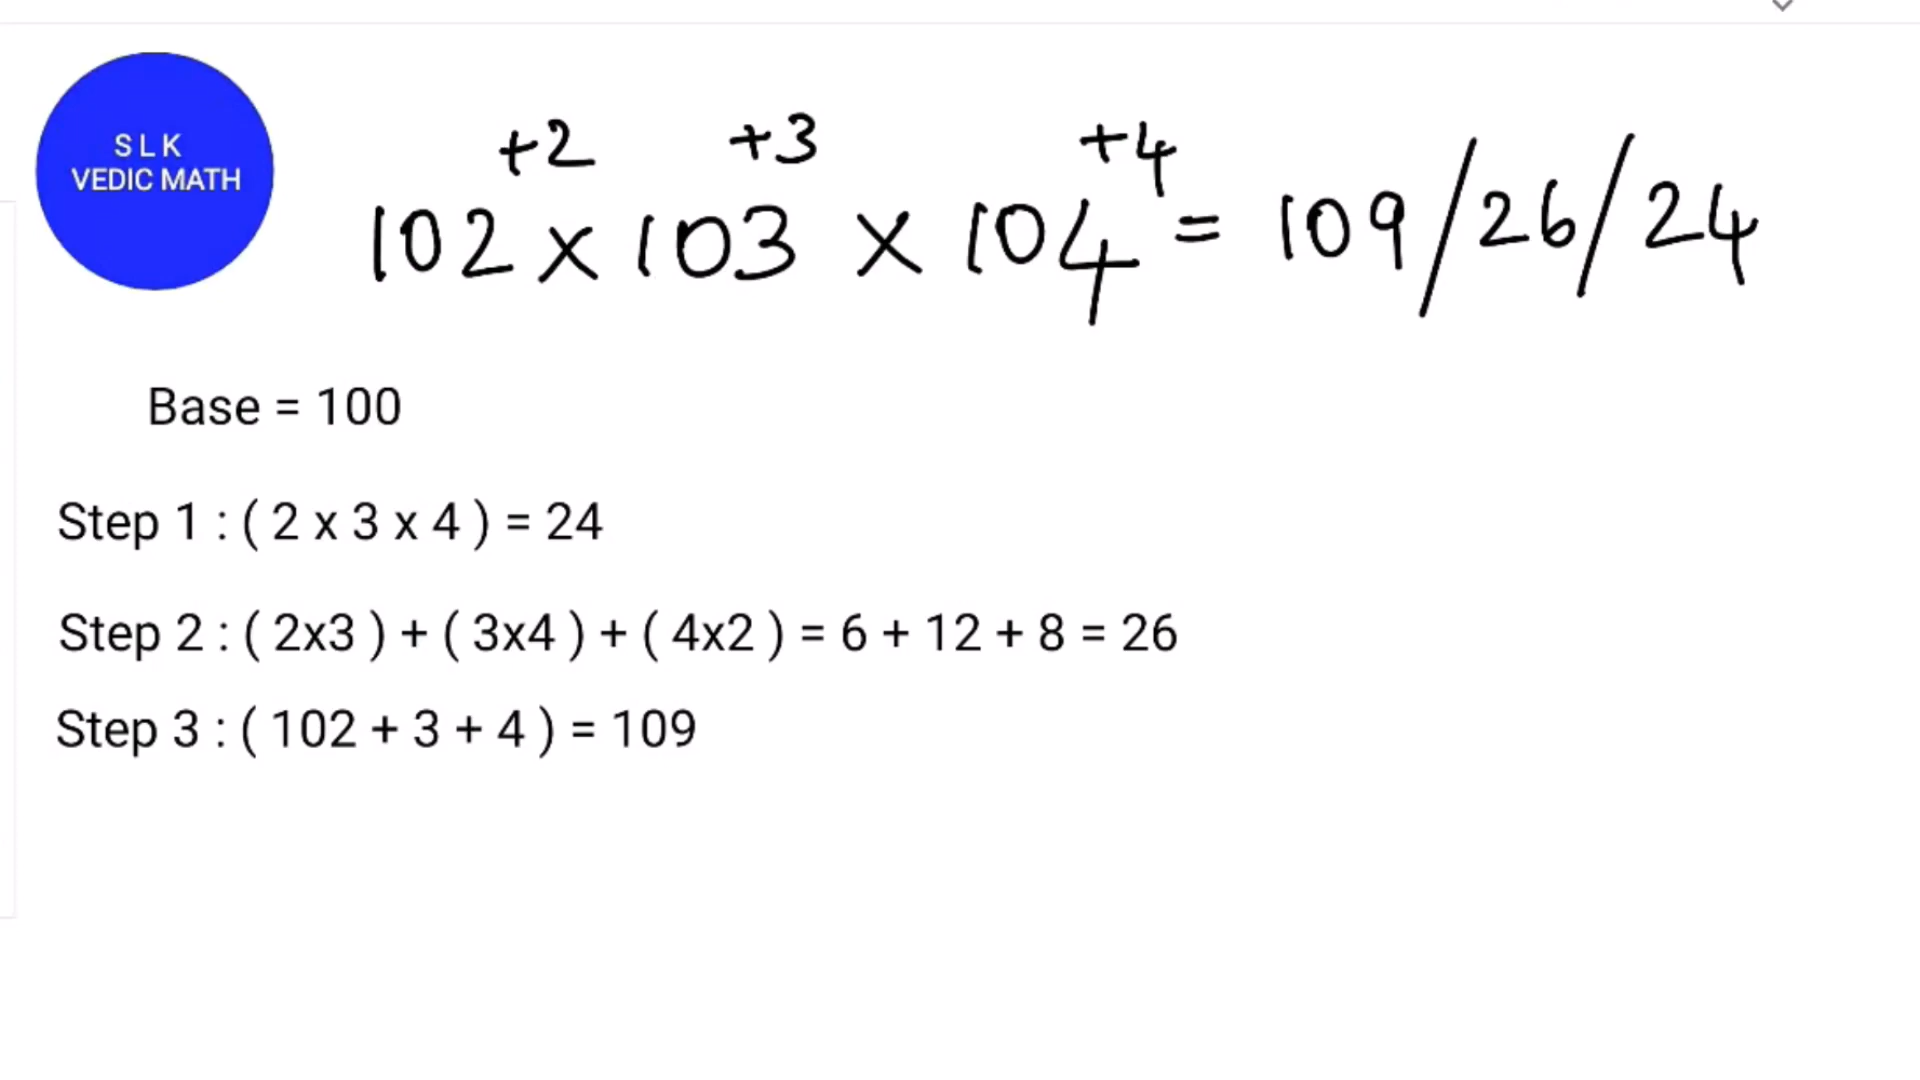 S L K
VEDIC MATH
+2 +3 +4
102 x 103 x 104 = 109/26/24
Base = 100
Step 1 : ( 2 x 3 x 4 ) = 24
Step 2 : ( 2x3 ) + ( 3x4 ) + ( 4x2 ) = 6 + 12 + 8 = 26
Step 3 : ( 102 + 3 + 4 ) = 109